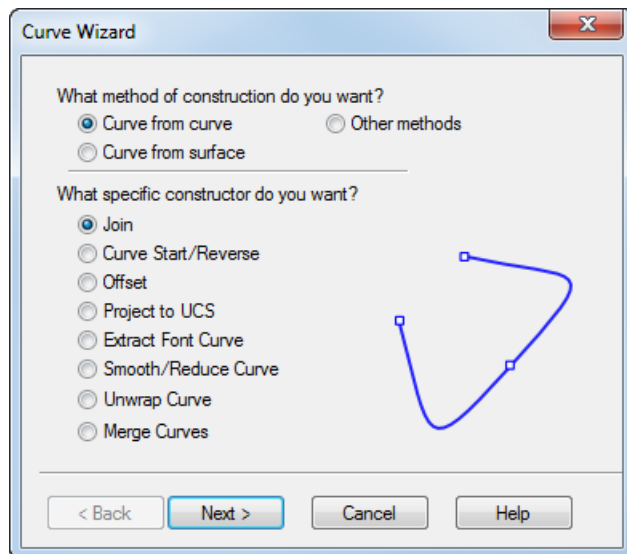 Curve Wizard
What method of construction do you want?
Curve from curve Other methods
Curve from surface
What specific constructor do you want?
Join
Curve Start/Reverse
Offset
Project to UCS
Extract Font Curve
Smooth/Reduce Curve
Unwrap Curve
Merge Curves
< Back Next > Cancel Help